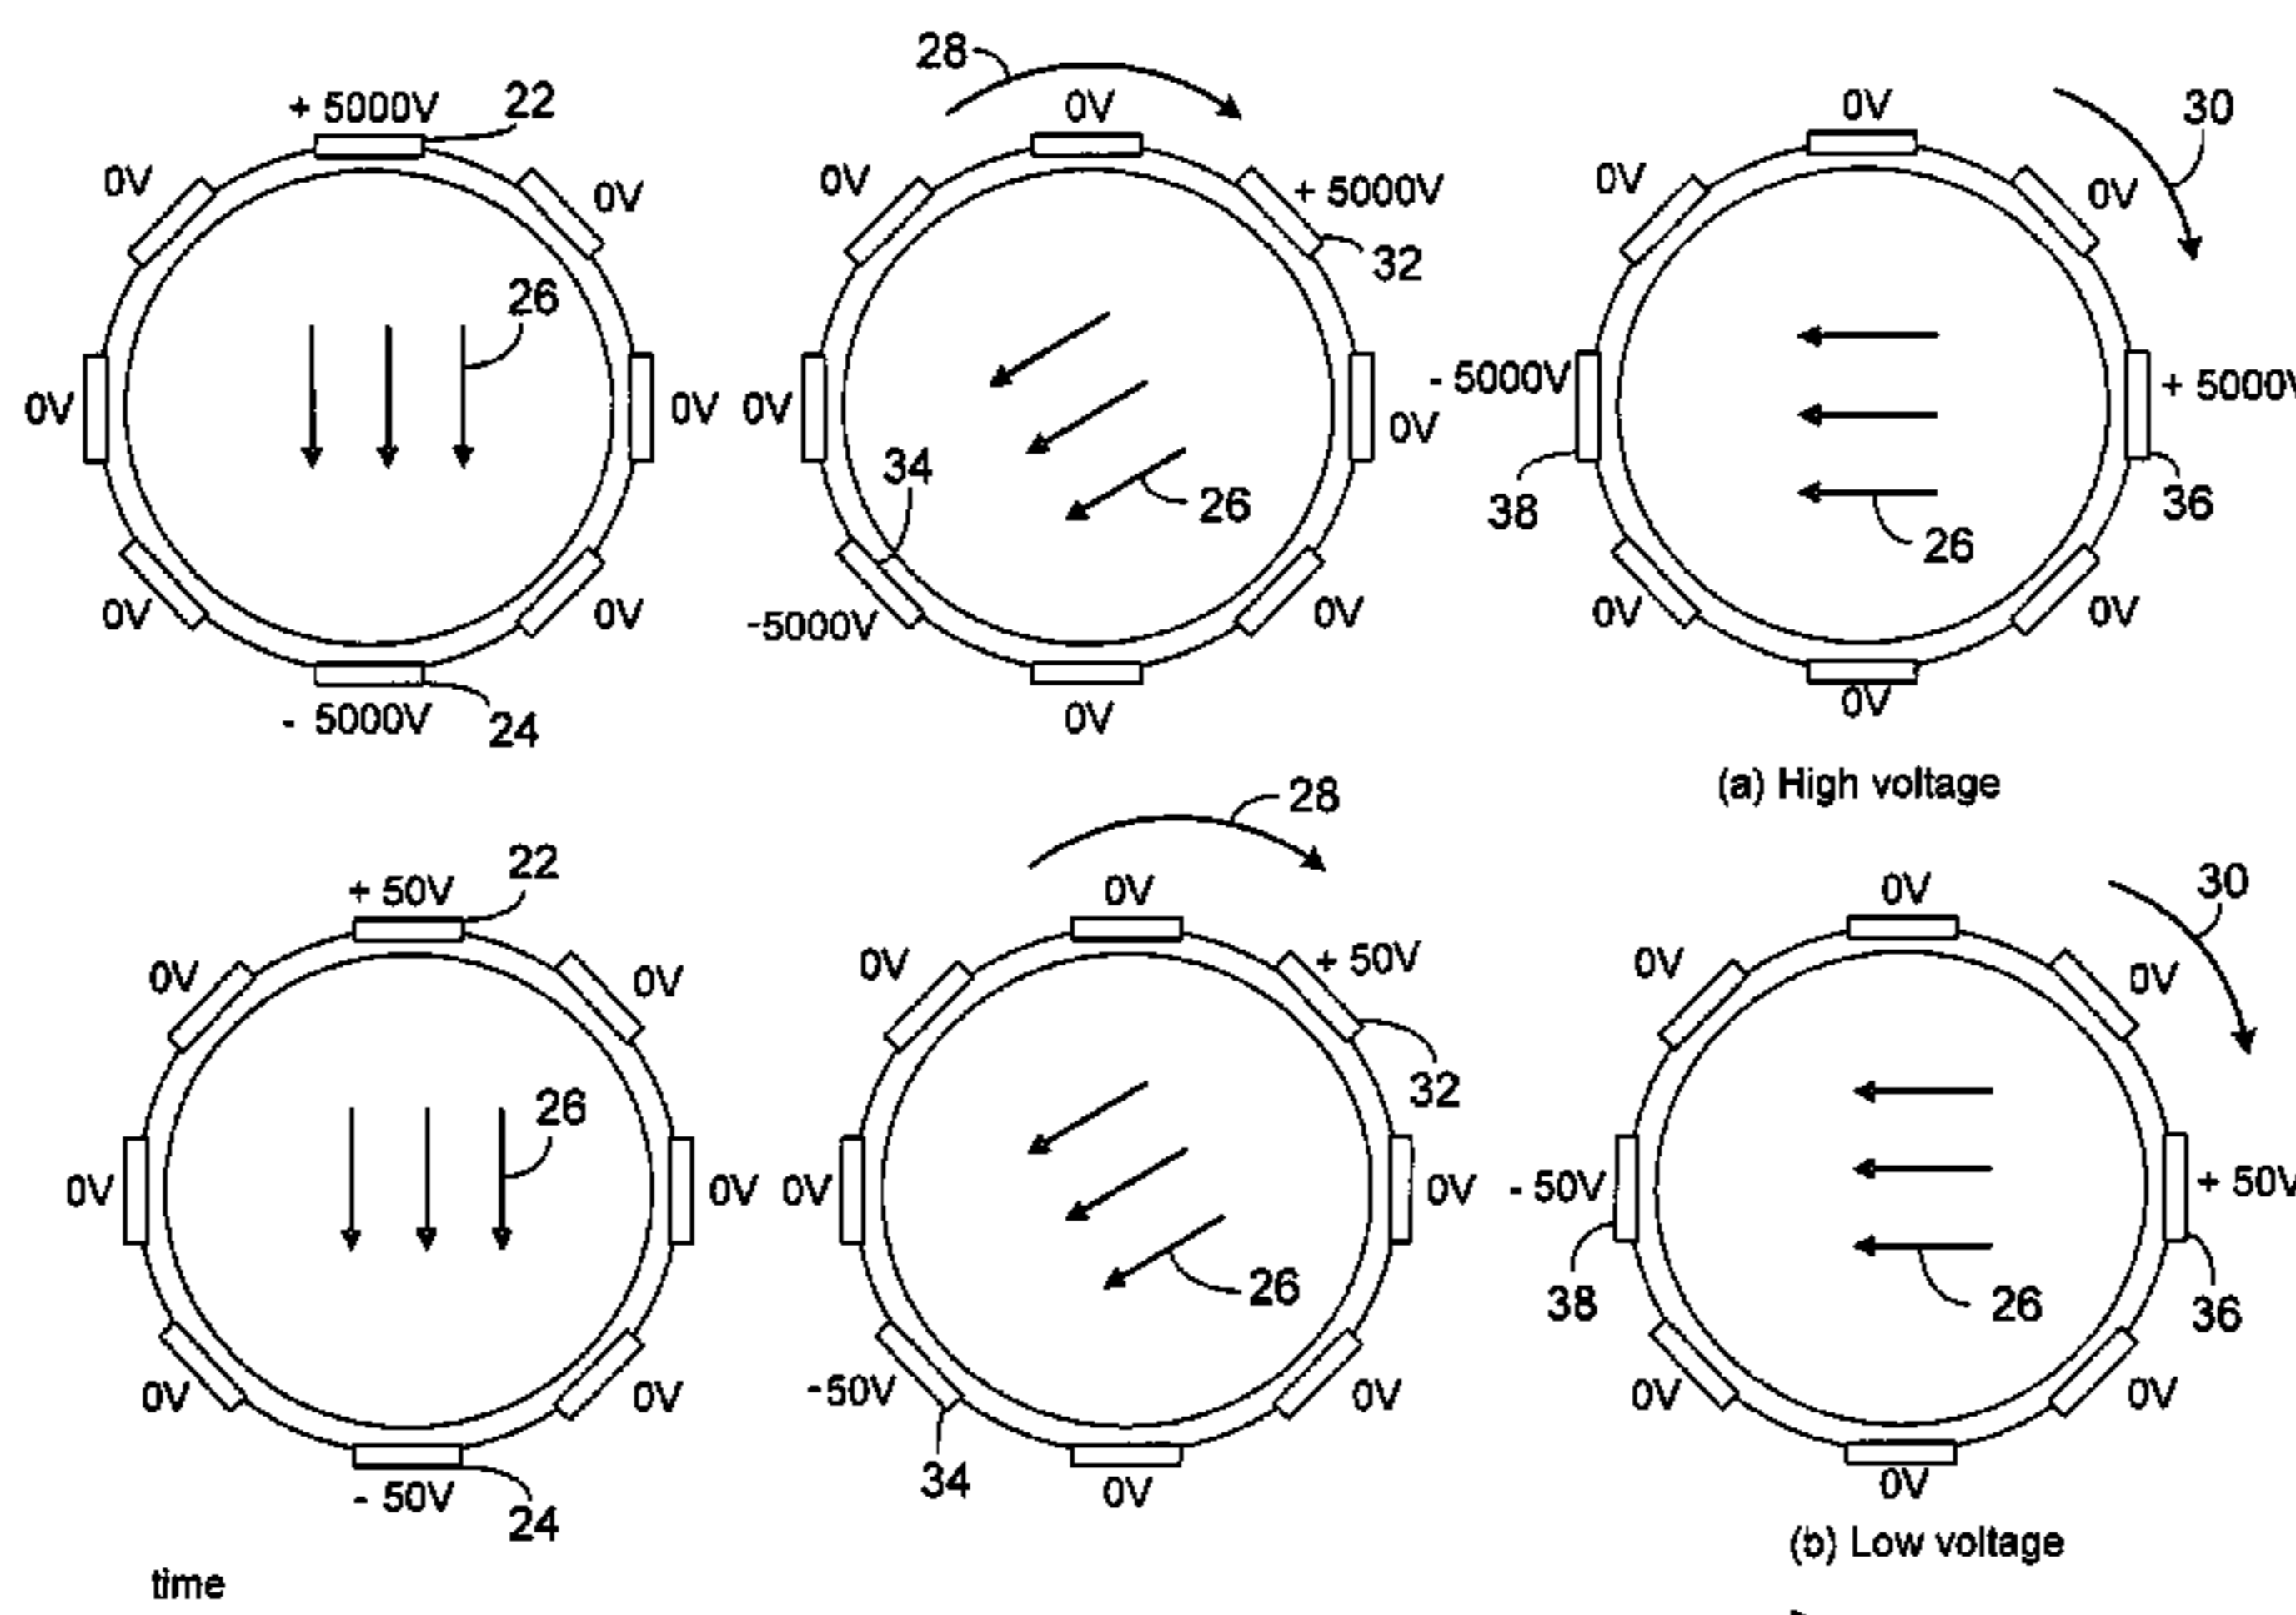 28
+ 5000V 22 0V 0V 30
0V 0V 0V + 5000V 0V 0V
32
26
0V 0V 0V 0V - 5000V + 5000V
34 26 38 26 36
0V 0V -5000V 0V 0V 0V
- 5000V 24 0V 0V
(a) High voltage
28
+ 50V 22 0V 0V 30
0V 0V 0V + 50V 0V 0V
26 32
0V 0V 0V 0V - 50V + 50V
26 38 26 36
0V 0V -50V 0V 0V 0V
- 50V 24 34 0V 0V
(b) Low voltage
time